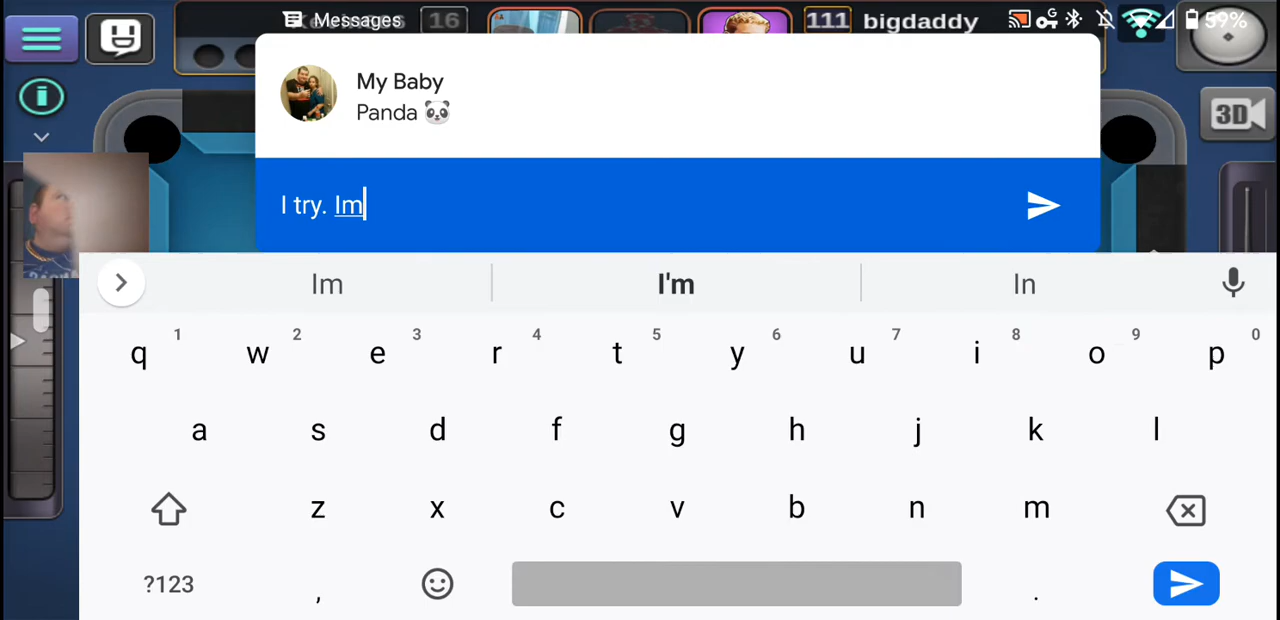 Messages 16 111 bigdaddy G 59%
My Baby
Panda 🐼
3D
I try. Im
Im I'm In
1 2 3 4 5 6 7 8 9 0
q w e r t y u i o p
a s d f g h j k l
z x c v b n m
?123 , .